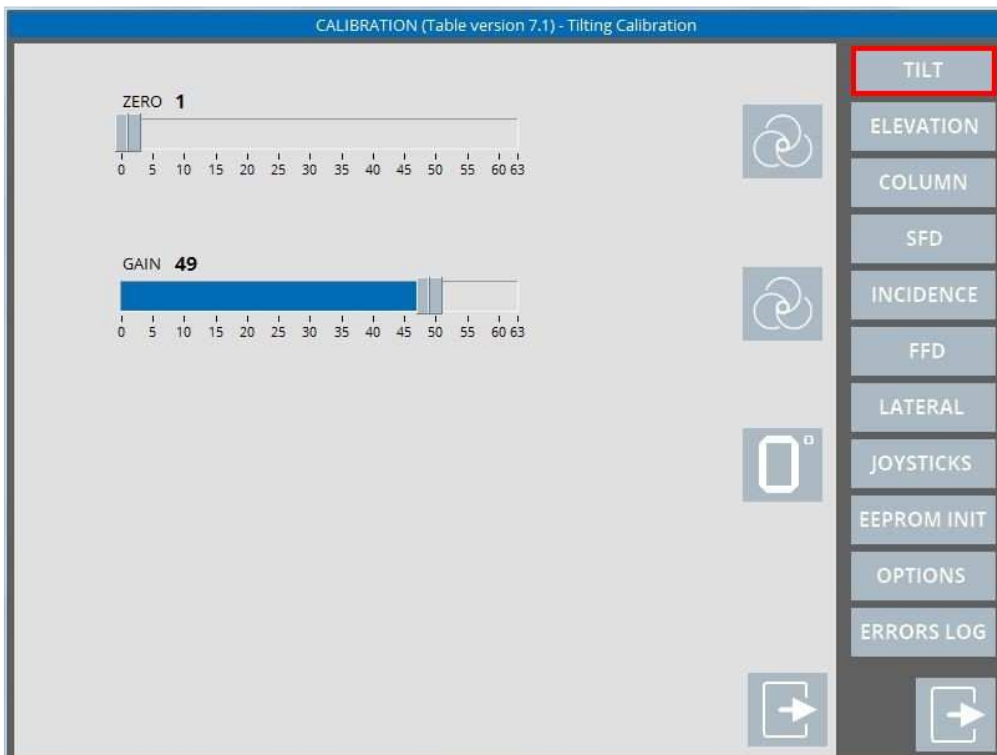 CALIBRATION (Table version 7.1) - Tilting Calibration
ZERO 1
0 5 10 15 20 25 30 35 40 45 50 55 60 63
GAIN 49
0 5 10 15 20 25 30 35 40 45 50 55 60 63
0°
TILT
ELEVATION
COLUMN
SFD
INCIDENCE
FFD
LATERAL
JOYSTICKS
EEPROM INIT
OPTIONS
ERRORS LOG